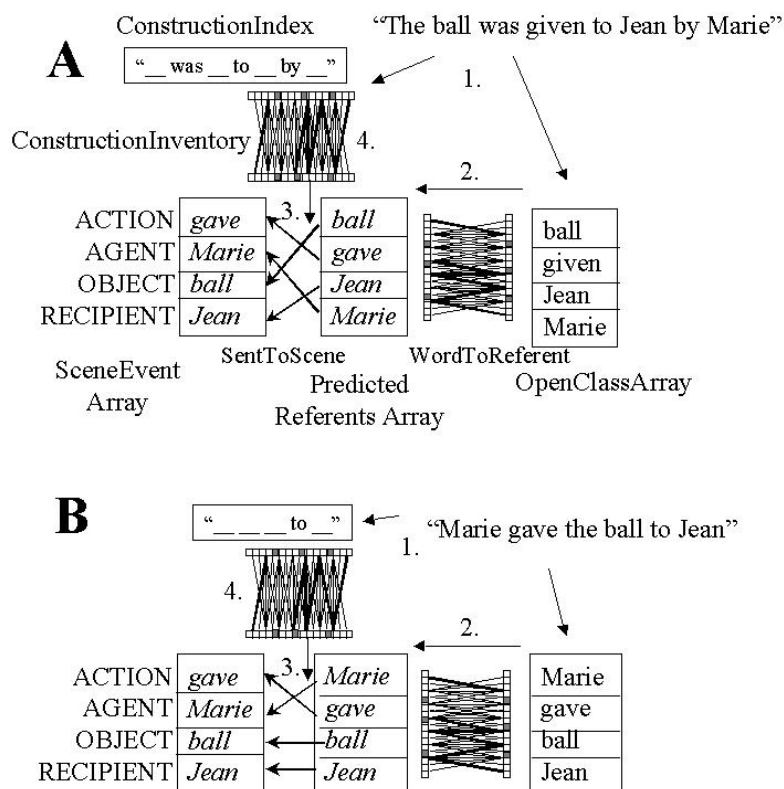 ConstructionIndex
“The ball was given to Jean by Marie”
A
“__ was __ to __ by __”
1.
ConstructionInventory
4.
2.
3.
ACTION gave ball ball
AGENT Marie gave given
OBJECT ball Jean Jean
RECIPIENT Jean Marie Marie
SentToScene
WordToReferent
SceneEvent
Array
Predicted
Referents Array
OpenClassArray
B
“__ __ __ to __”
1.
“Marie gave the ball to Jean”
4.
2.
3.
ACTION gave Marie Marie
AGENT Marie gave gave
OBJECT ball ball ball
RECIPIENT Jean Jean Jean